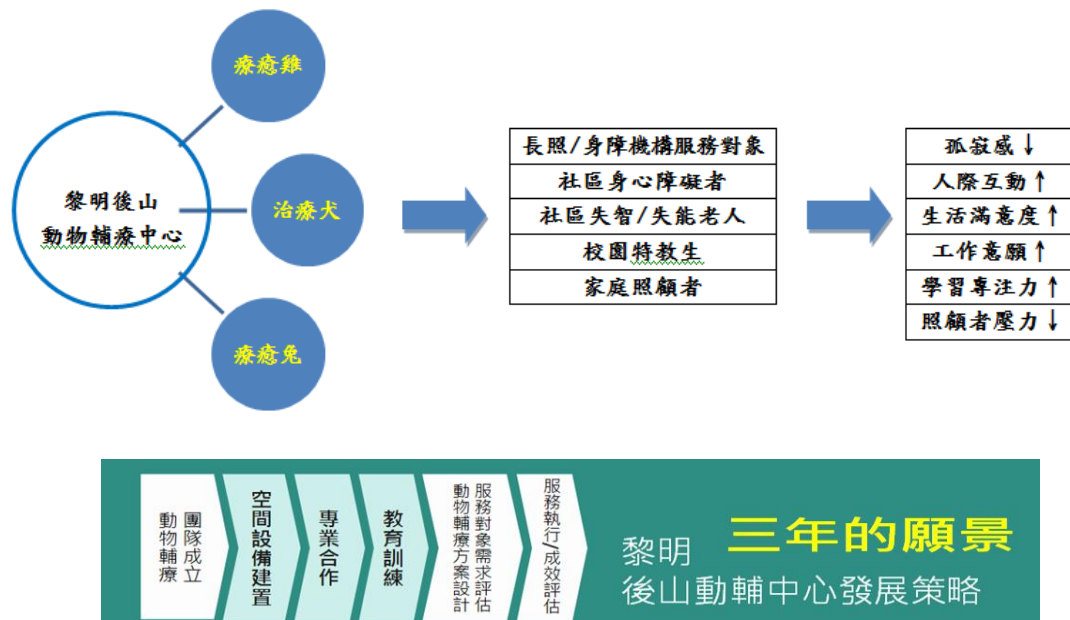 療癒雞
黎明後山
動物輔療中心
治療犬
療癒兔
長照/身障機構服務對象
社區身心障礙者
社區失智/失能老人
校園特教生
家庭照顧者
孤寂感↓
人際互動↑
生活滿意度↑
工作意願↑
學習專注力↑
照顧者壓力↓
團隊成立
動物輔療
空間設備建置
專業合作
教育訓練
服務對象需求評估
動物輔療方案設計
服務執行/成效評估
三年的願景
黎明
後山動輔中心發展策略